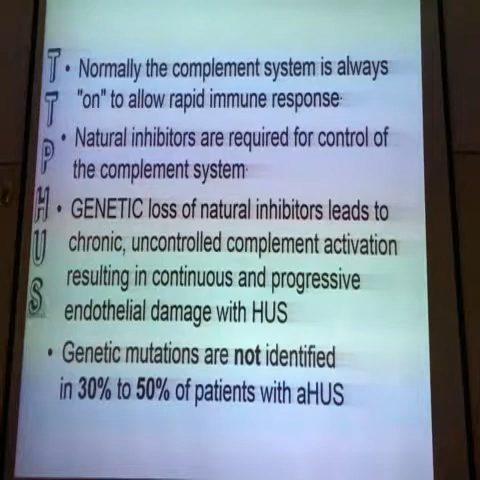 TTPHUS
• Normally the complement system is always
"on" to allow rapid immune response
• Natural inhibitors are required for control of
the complement system
• GENETIC loss of natural inhibitors leads to
chronic, uncontrolled complement activation
resulting in continuous and progressive
endothelial damage with HUS
• Genetic mutations are not identified
in 30% to 50% of patients with aHUS